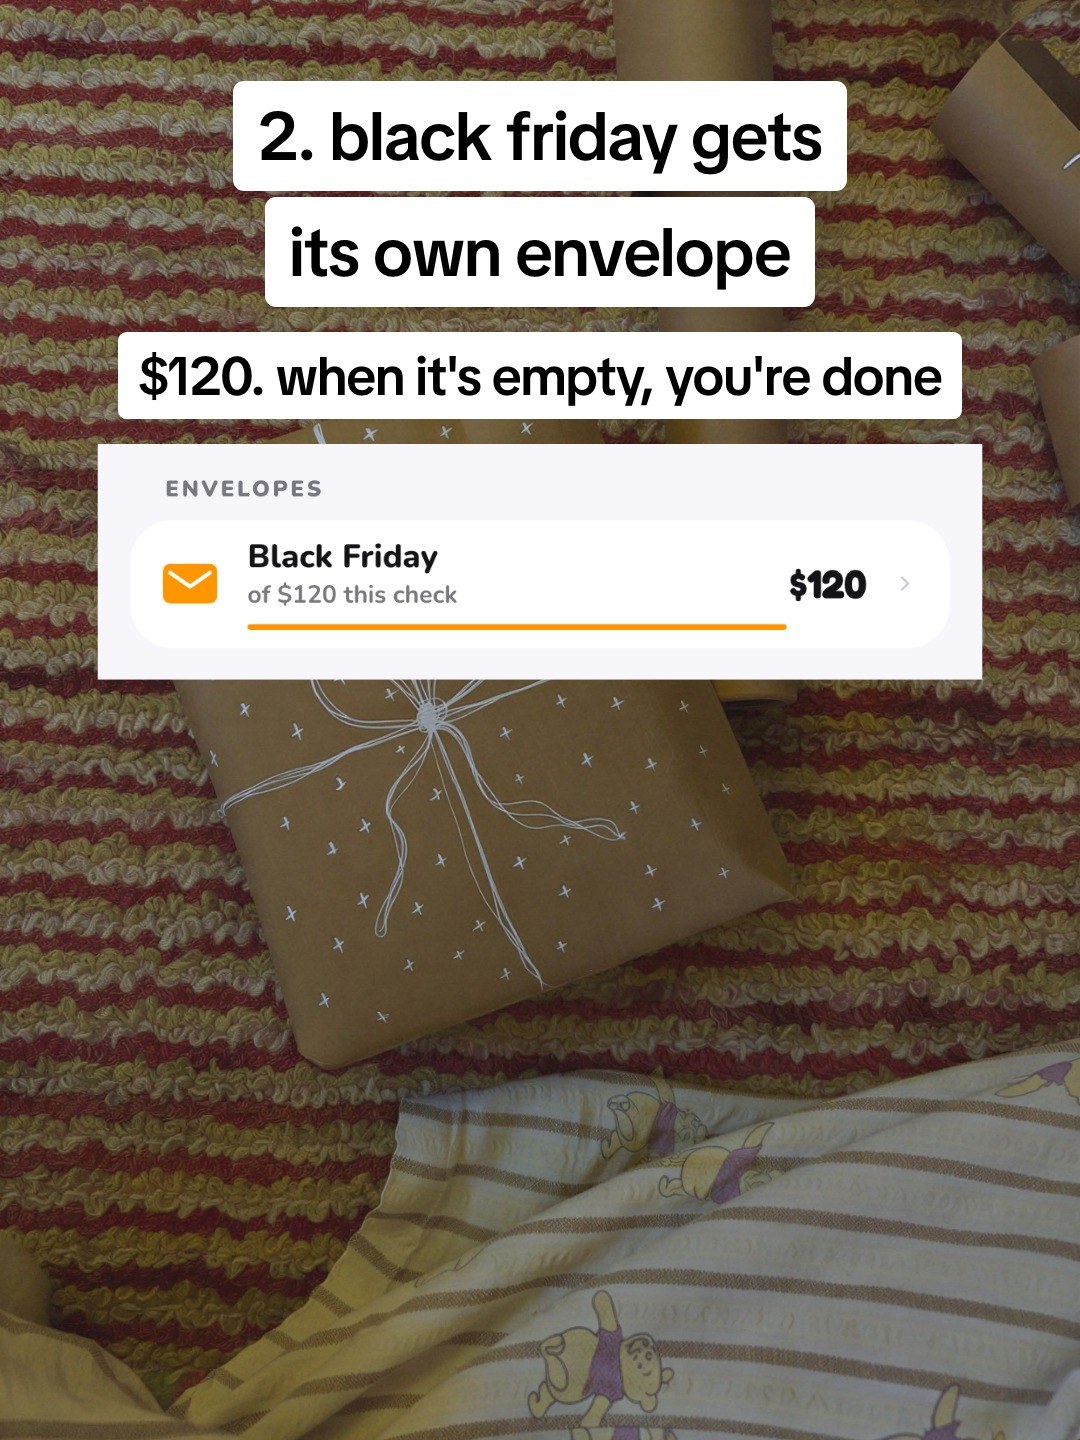 2. black friday gets
its own envelope
$120. when it's empty, you're done
ENVELOPES
Black Friday
of $120 this check
$120